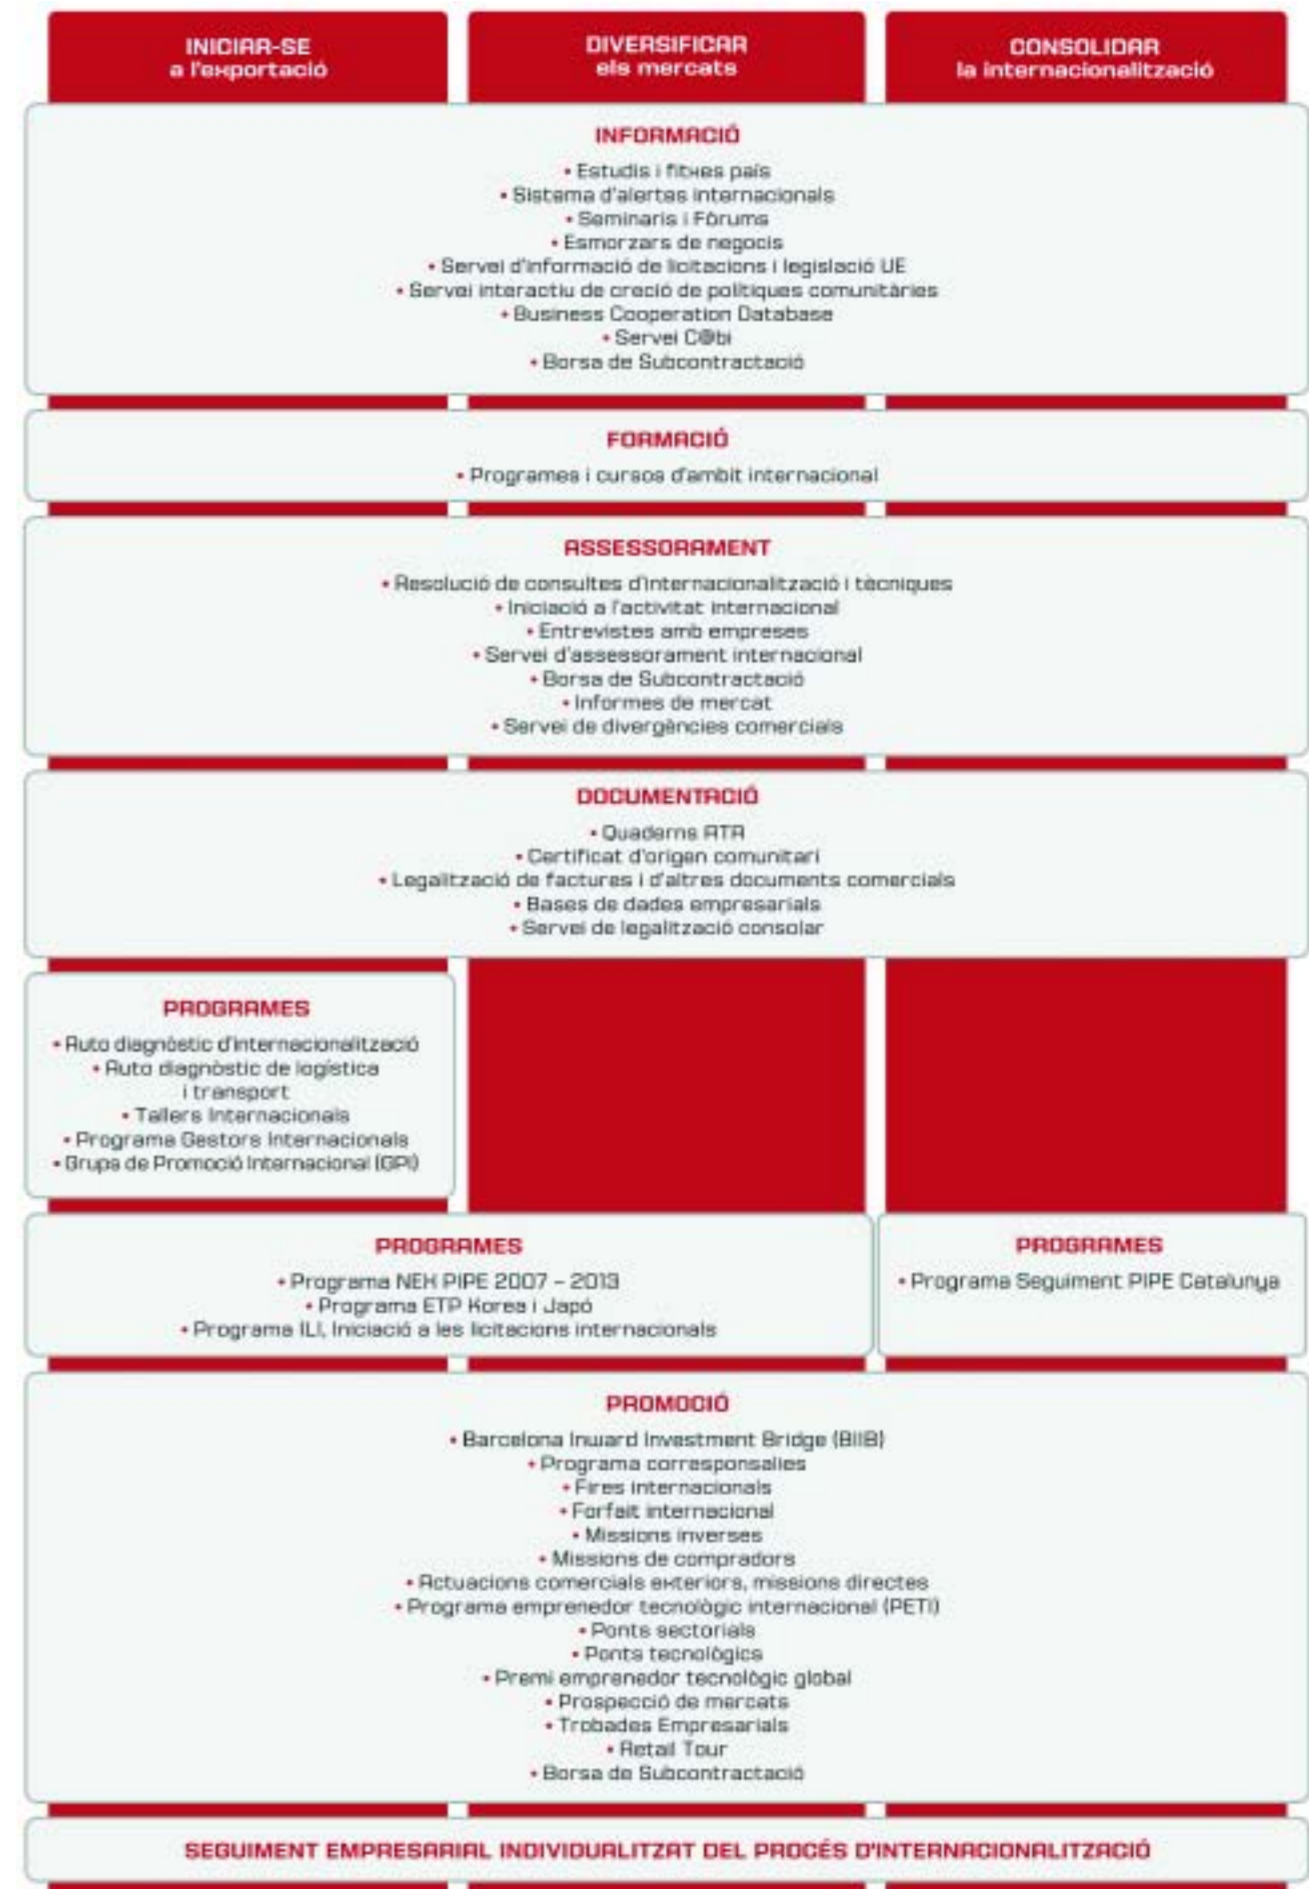 INICIAR-SE
a l'exportació
DIVERSIFICAR
els mercats
CONSOLIDAR
la internacionalització
INFORMACIÓ
• Estudis i fitxes país
• Sistema d'alertes internacionals
• Seminaris i Fòrums
• Esmorzars de negocis
• Servei d'informació de licitacions i legislació UE
• Servei interactiu de creció de polítiques comunitàries
• Business Cooperation Database
• Servei C@bi
• Borsa de Subcontractació
FORMACIÓ
• Programes i cursos d'ambit internacional
ASSESSORAMENT
• Resolució de consultes d'internacionalització i tècniques
• Iniciació a l'activitat internacional
• Entrevistes amb empreses
• Servei d'assessorament internacional
• Borsa de Subcontractació
• Informes de mercat
• Servei de divergències comercials
DOCUMENTACIÓ
• Quaderns ATA
• Certificat d'origen comunitari
• Legalització de factures i d'altres documents comercials
• Bases de dades empresarials
• Servei de legalització consolar
PROGRAMES
• Auto diagnòstic d'internacionalització
• Auto diagnòstic de logística
i transport
• Tallers Internacionals
• Programa Gestors Internacionals
• Grups de Promoció Internacional (GPI)
PROGRAMES
• Programa NEX PIPE 2007 – 2013
• Programa ETP Korea i Japó
• Programa ILI, Iniciació a les licitacions internacionals
PROGRAMES
• Programa Seguiment PIPE Catalunya
PROMOCIÓ
• Barcelona Inward Investment Bridge (BIIB)
• Programa corresponsalies
• Fires internacionals
• Forfait internacional
• Missions inverses
• Missions de compradors
• Actuacions comercials exteriors, missions directes
• Programa emprenedor tecnològic internacional (PETI)
• Ponts sectorials
• Ponts tecnològics
• Premi emprenedor tecnològic global
• Prospecció de mercats
• Trobades Empresarials
• Retail Tour
• Borsa de Subcontractació
SEGUIMENT EMPRESARIAL INDIVIDUALITZAT DEL PROCÉS D'INTERNACIONALITZACIÓ